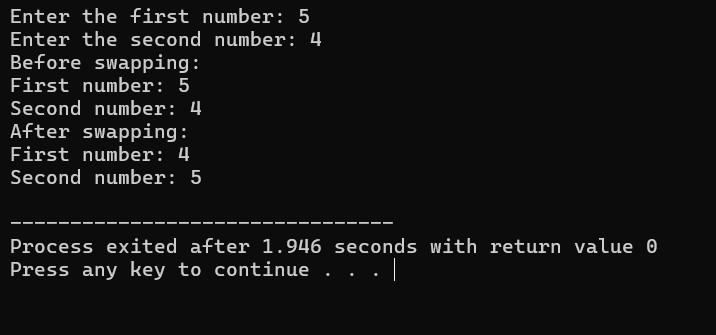 Enter the first number: 5
Enter the second number: 4
Before swapping:
First number: 5
Second number: 4
After swapping:
First number: 4
Second number: 5
--------------------------------
Process exited after 1.946 seconds with return value 0
Press any key to continue . . .